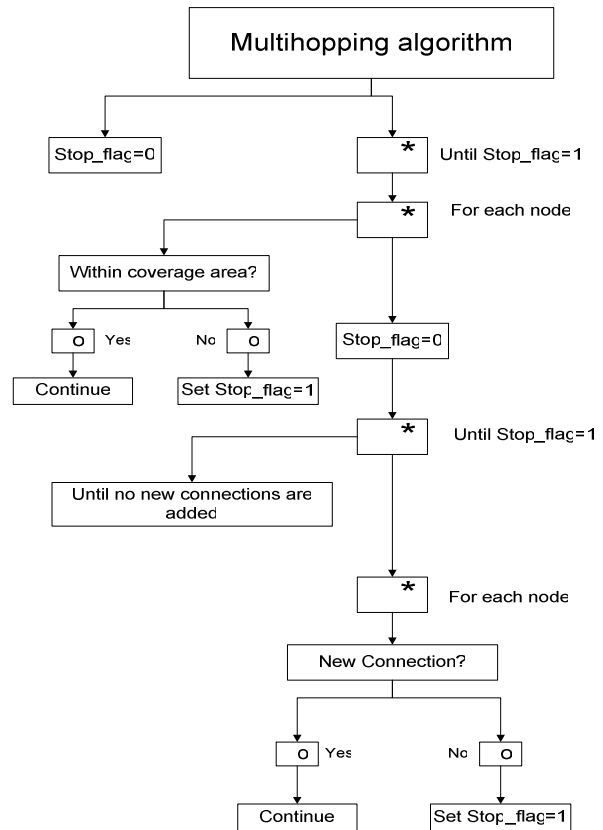 Multihopping algorithm
Stop_flag=0
*
Until Stop_flag=1
*
For each node
Within coverage area?
O
Yes
No
O
Stop_flag=0
Continue
Set Stop_flag=1
*
Until Stop_flag=1
Until no new connections are
added
*
For each node
New Connection?
O
Yes
No
O
Continue
Set Stop_flag=1